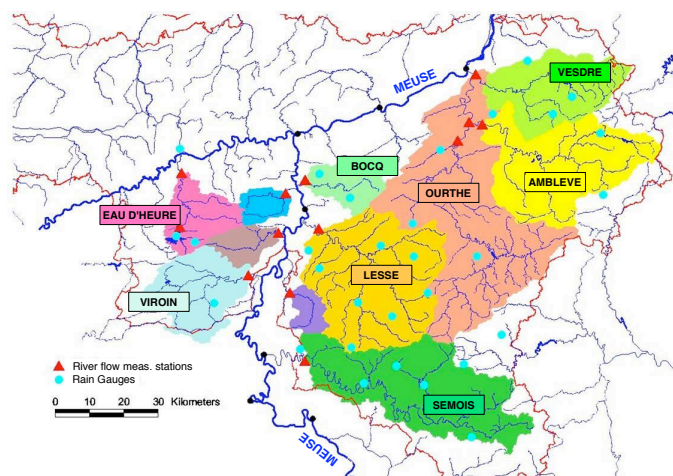 VESDRE
MEUSE
BOCQ
AMBLEVE
OURTHE
EAU D'HEURE
LESSE
VIROIN
River flow meas. stations
Rain Gauges
0 10 20 30 Kilometers
SEMOIS
MEUSE